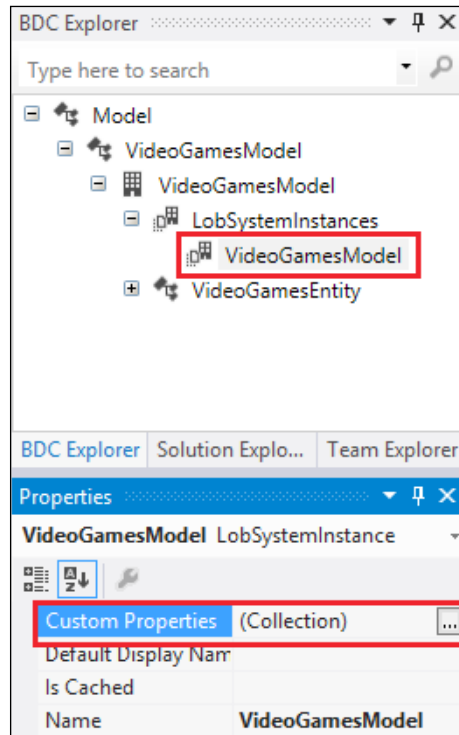 BDC Explorer
Type here to search
Model
VideoGamesModel
VideoGamesModel
LobSystemInstances
VideoGamesModel
VideoGamesEntity
BDC Explorer Solution Explo... Team Explorer
Properties
VideoGamesModel LobSystemInstance
Custom Properties (Collection) ...
Default Display Nam
Is Cached
Name VideoGamesModel